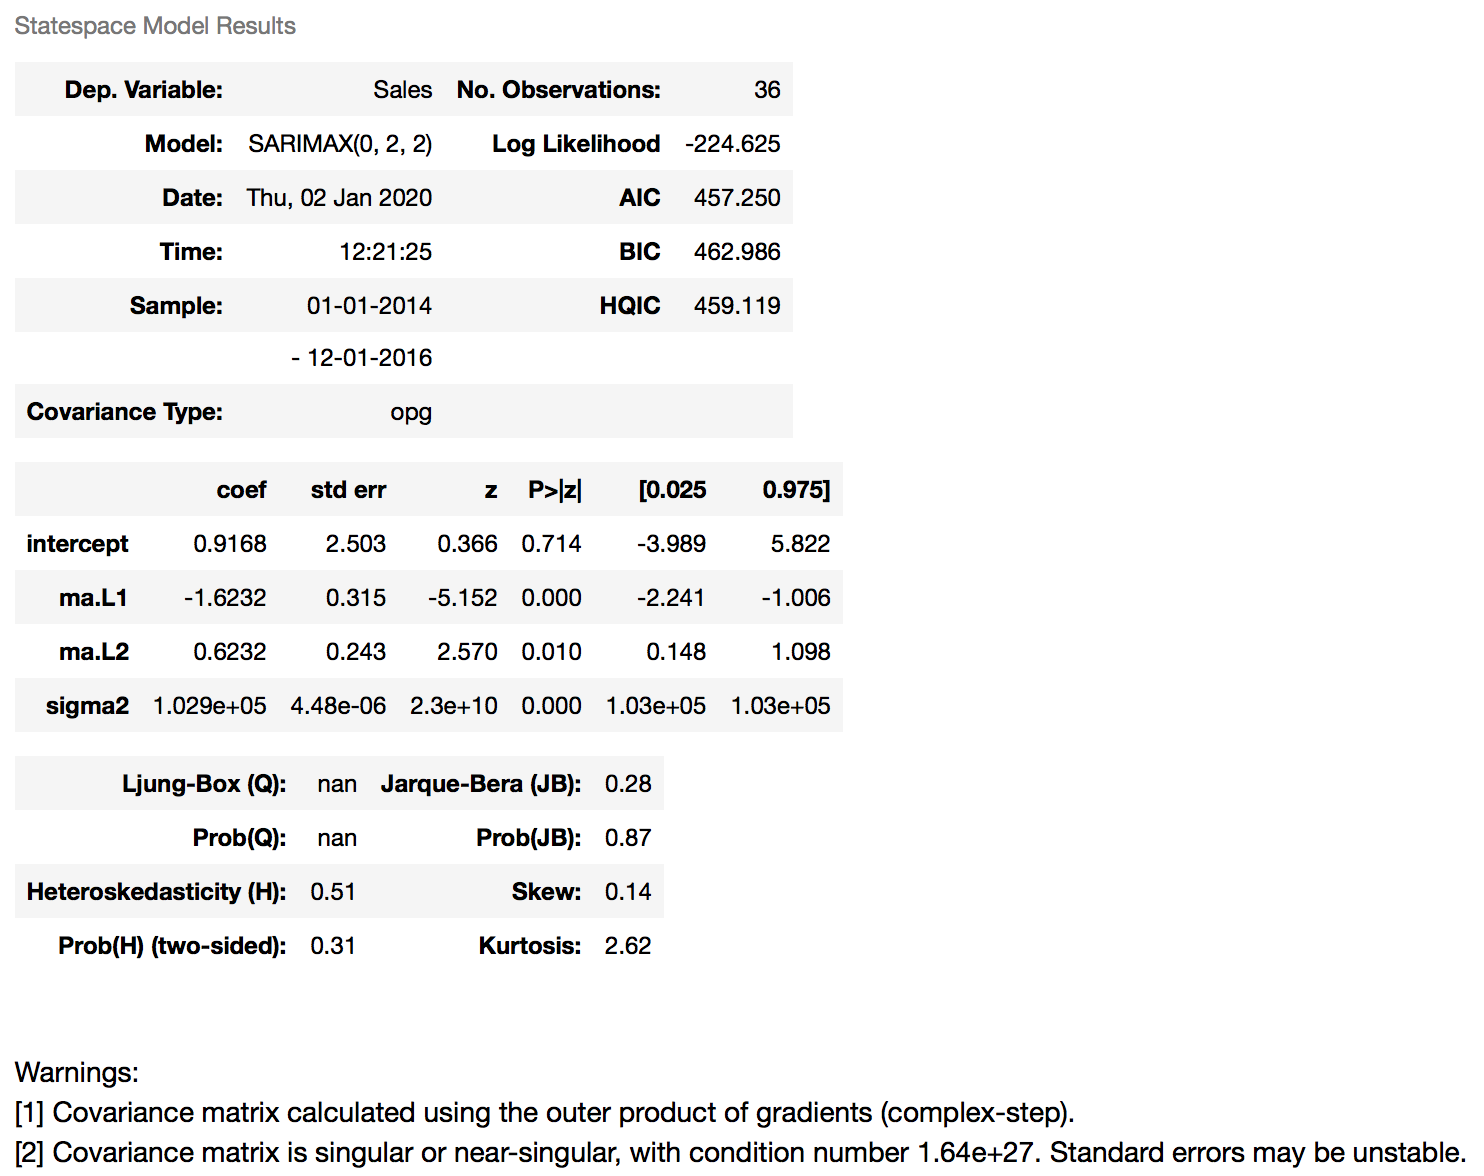 Statespace Model Results
Dep. Variable: Sales No. Observations: 36
Model: SARIMAX(0, 2, 2) Log Likelihood -224.625
Date: Thu, 02 Jan 2020 AIC 457.250
Time: 12:21:25 BIC 462.986
Sample: 01-01-2014 HQIC 459.119
- 12-01-2016
Covariance Type: opg
coef std err z P>|z| [0.025 0.975]
intercept 0.9168 2.503 0.366 0.714 -3.989 5.822
ma.L1 -1.6232 0.315 -5.152 0.000 -2.241 -1.006
ma.L2 0.6232 0.243 2.570 0.010 0.148 1.098
sigma2 1.029e+05 4.48e-06 2.3e+10 0.000 1.03e+05 1.03e+05
Ljung-Box (Q): nan Jarque-Bera (JB): 0.28
Prob(Q): nan Prob(JB): 0.87
Heteroskedasticity (H): 0.51 Skew: 0.14
Prob(H) (two-sided): 0.31 Kurtosis: 2.62
Warnings:
[1] Covariance matrix calculated using the outer product of gradients (complex-step).
[2] Covariance matrix is singular or near-singular, with condition number 1.64e+27. Standard errors may be unstable.